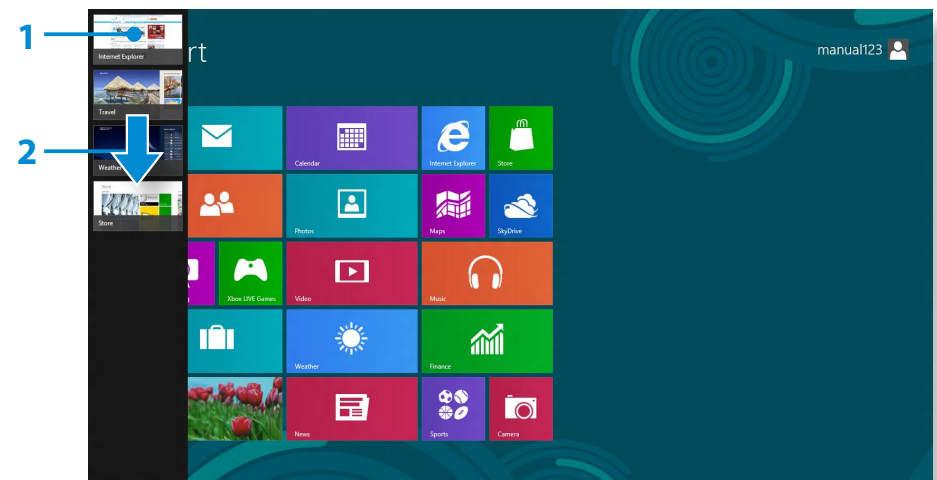 1
Internet Explorer
Travel
2
Weather
Store
rt
manual123
Calendar
Internet Explorer
Store
Photos
Maps
SkyDrive
g
Xbox LIVE Games
Video
Music
Weather
Finance
News
Sports
Camera